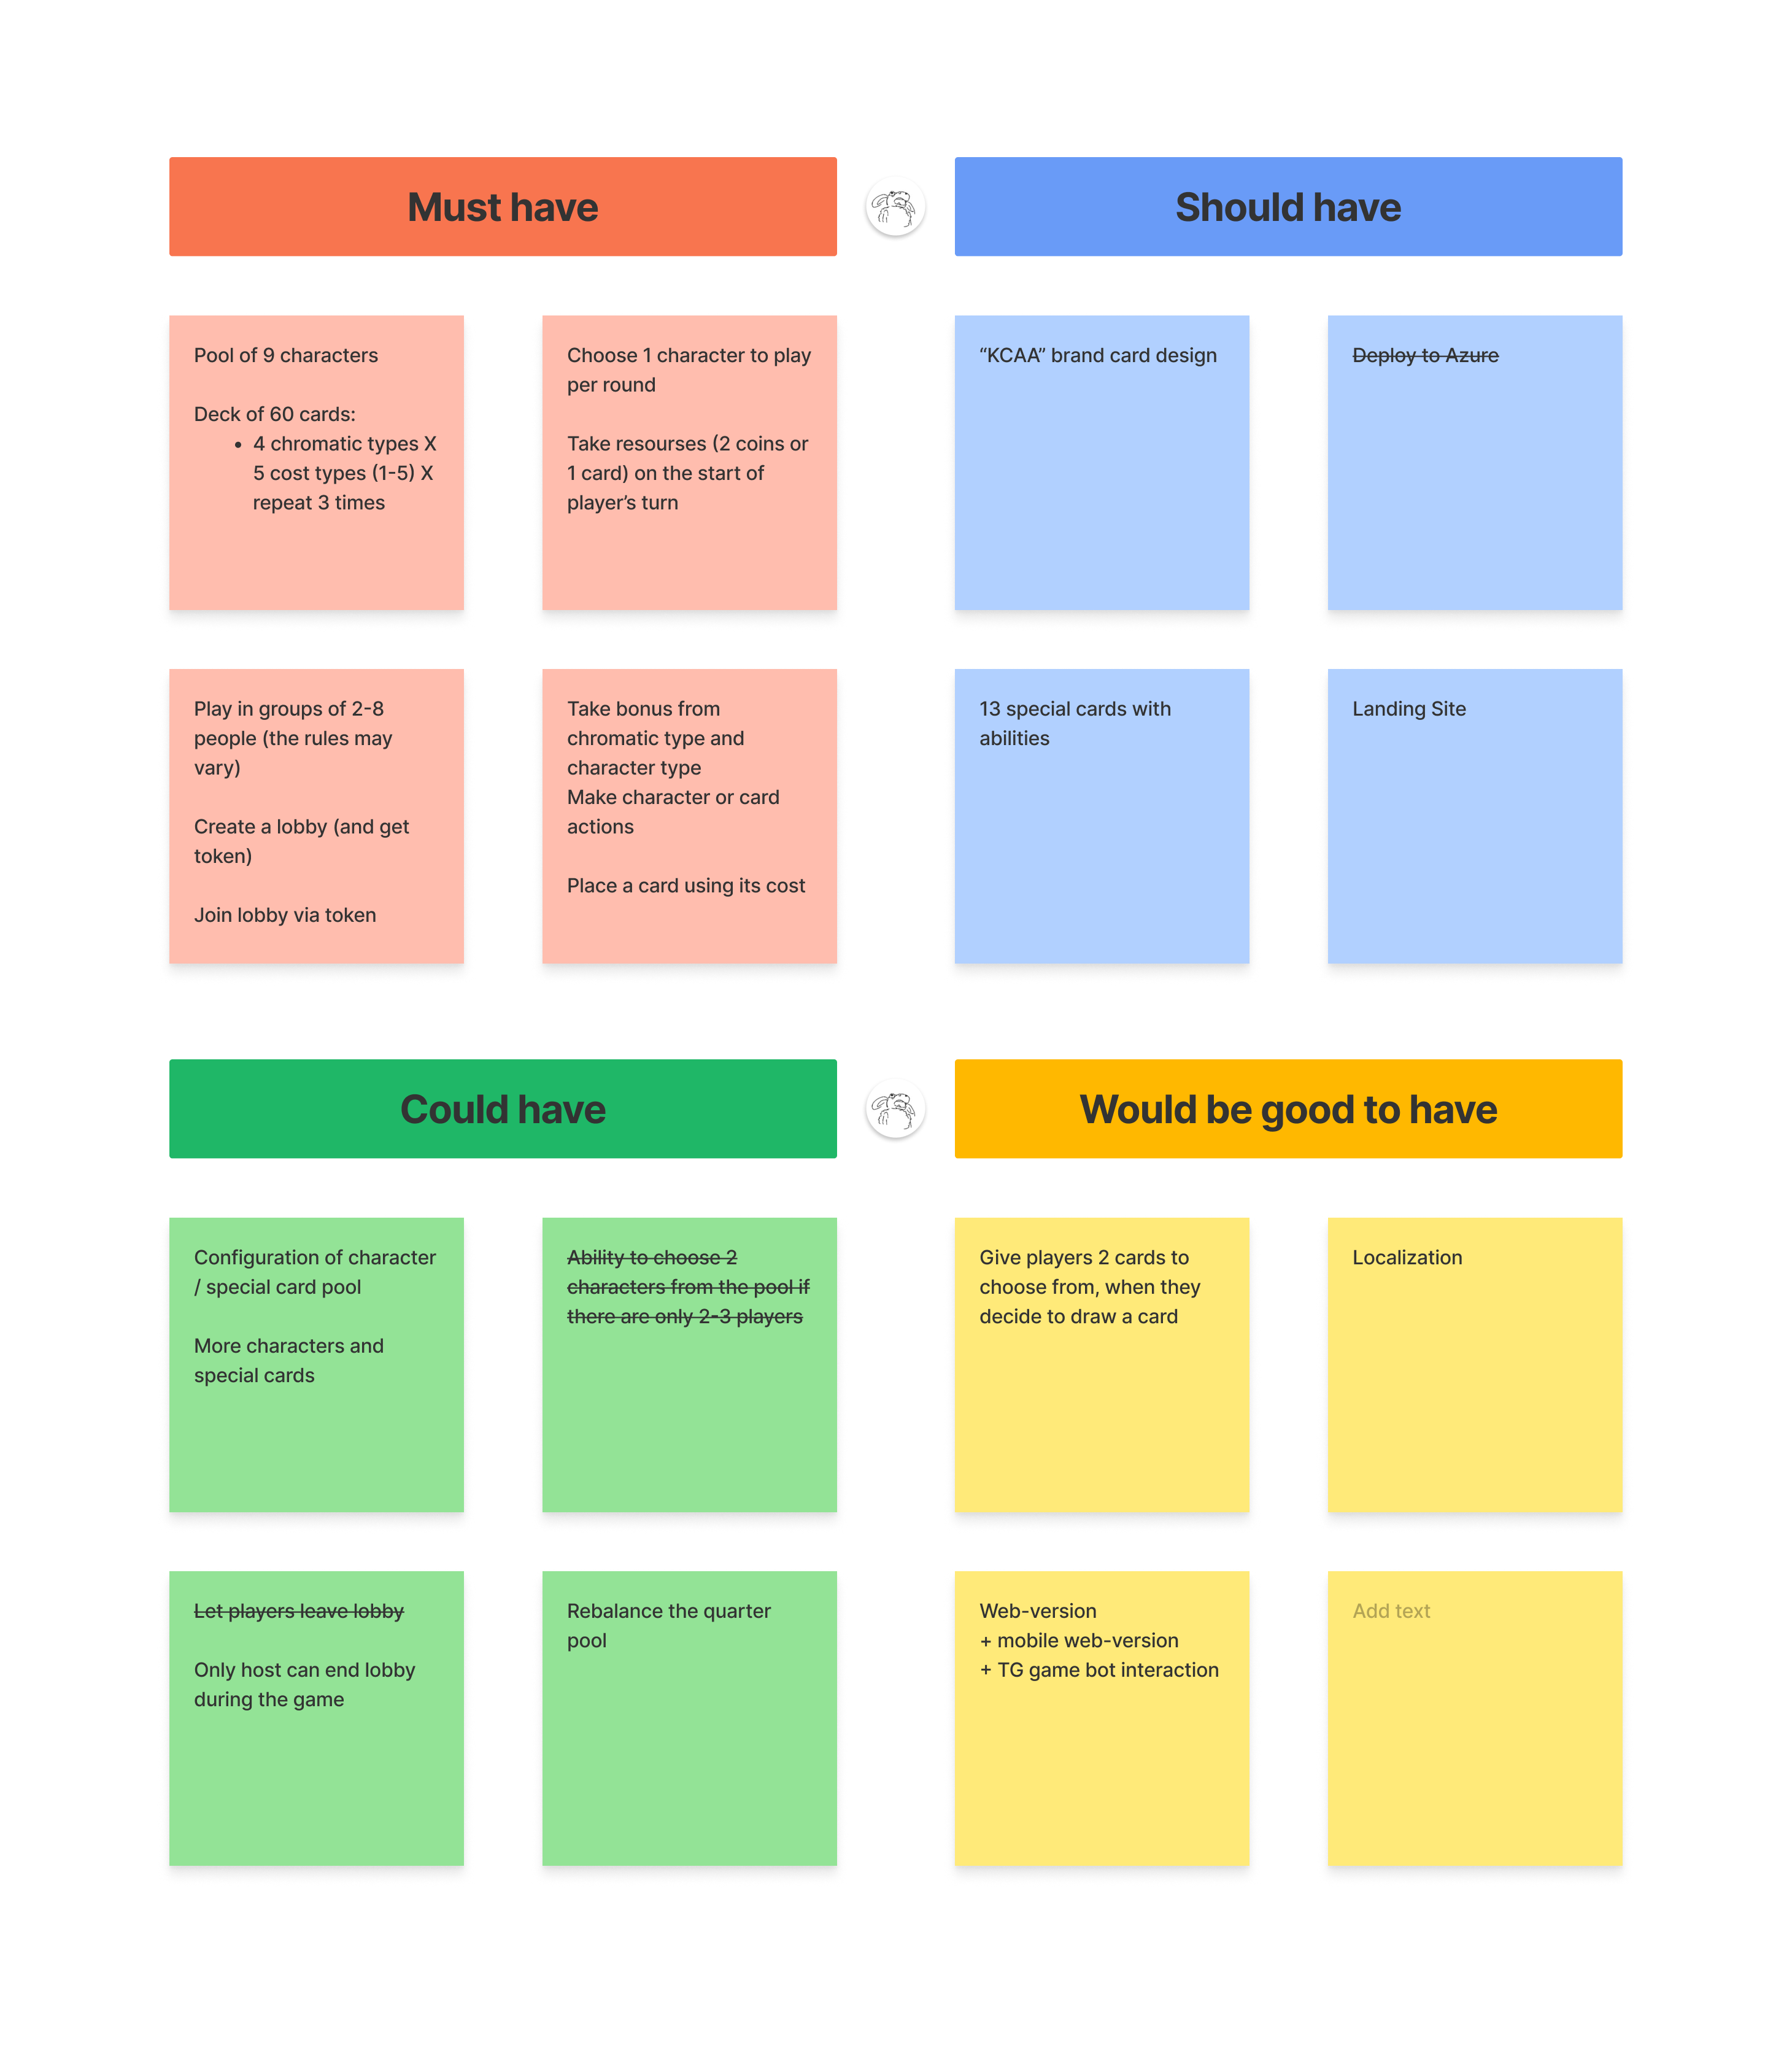 Must have
Should have
Pool of 9 characters
Deck of 60 cards:
• 4 chromatic types X
5 cost types (1-5) X
repeat 3 times
Choose 1 character to play
per round
Take resourses (2 coins or
1 card) on the start of
player’s turn
“KCAA” brand card design
Deploy to Azure
Play in groups of 2-8
people (the rules may
vary)
Create a lobby (and get
token)
Join lobby via token
Take bonus from
chromatic type and
character type
Make character or card
actions
Place a card using its cost
13 special cards with
abilities
Landing Site
Could have
Would be good to have
Configuration of character
/ special card pool
More characters and
special cards
Ability to choose 2
characters from the pool if
there are only 2-3 players
Give players 2 cards to
choose from, when they
decide to draw a card
Localization
Let players leave lobby
Only host can end lobby
during the game
Rebalance the quarter
pool
Web-version
+ mobile web-version
+ TG game bot interaction
Add text